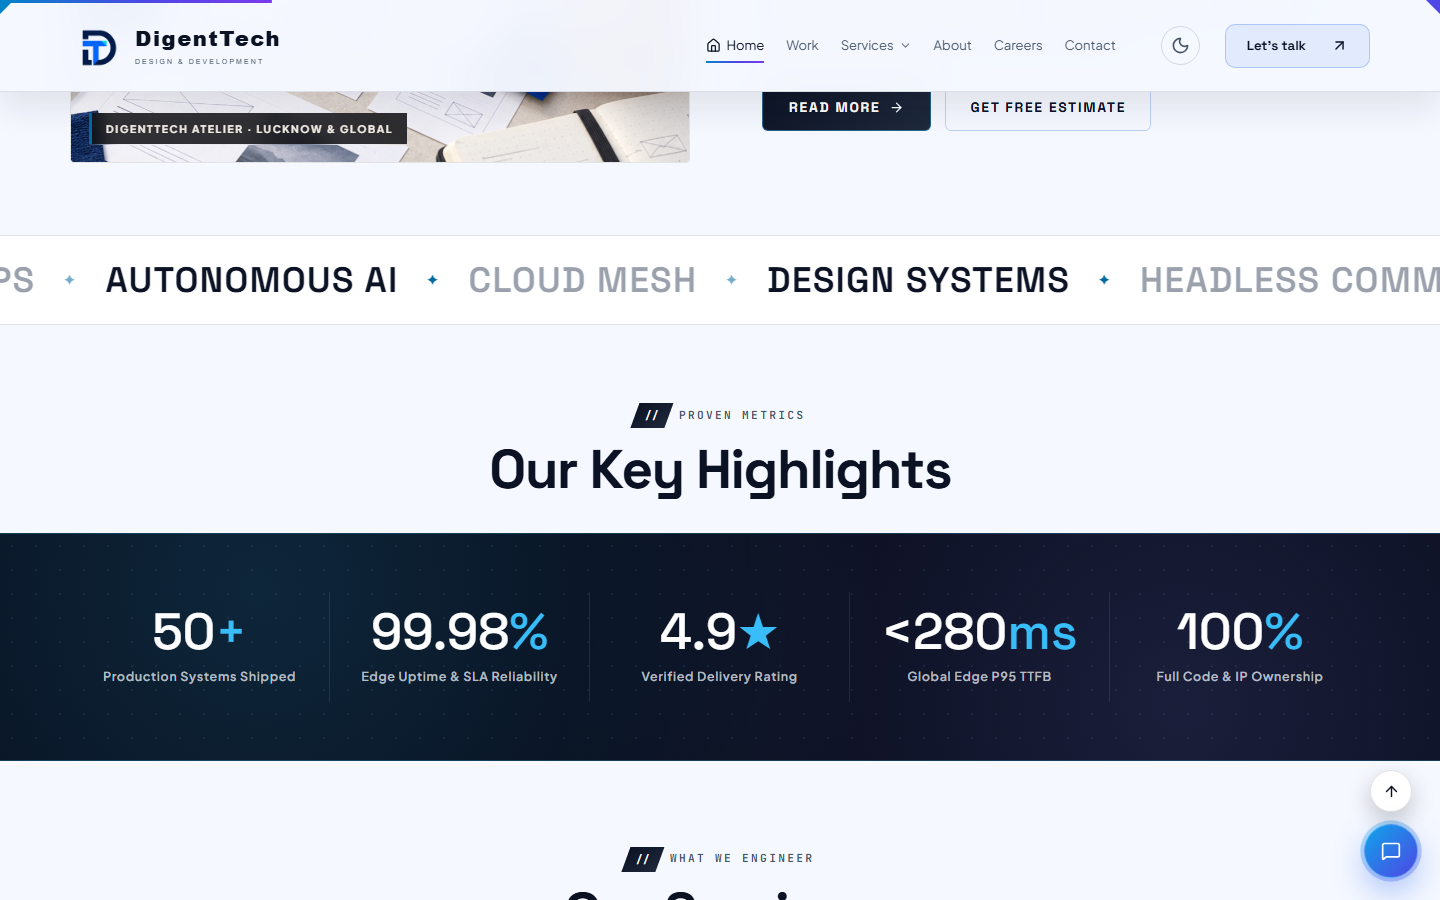 DigentTech
DESIGN & DEVELOPMENT
Home
Work
Services
About
Careers
Contact
Let's talk
DIGENTTECH ATELIER · LUCKNOW & GLOBAL
READ MORE →
GET FREE ESTIMATE
PS ✦ AUTONOMOUS AI ✦ CLOUD MESH ✦ DESIGN SYSTEMS ✦ HEADLESS COMM
// PROVEN METRICS
Our Key Highlights
50+
Production Systems Shipped
99.98%
Edge Uptime & SLA Reliability
4.9★
Verified Delivery Rating
<280ms
Global Edge P95 TTFB
100%
Full Code & IP Ownership
// WHAT WE ENGINEER